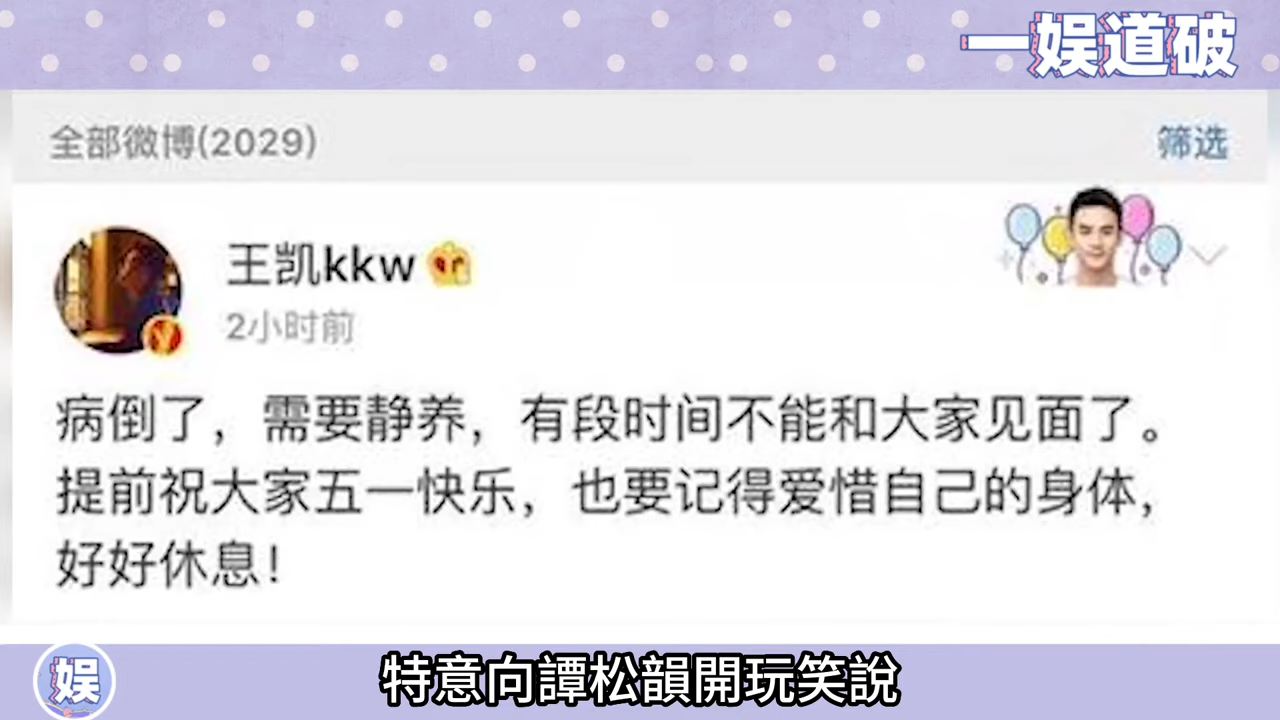 一娱道破
全部微博(2029)
筛选
王凯kkw
2小时前
病倒了，需要静养，有段时间不能和大家见面了。
提前祝大家五一快乐，也要记得爱惜自己的身体，
好好休息！
娱
特意向譚松韻開玩笑說